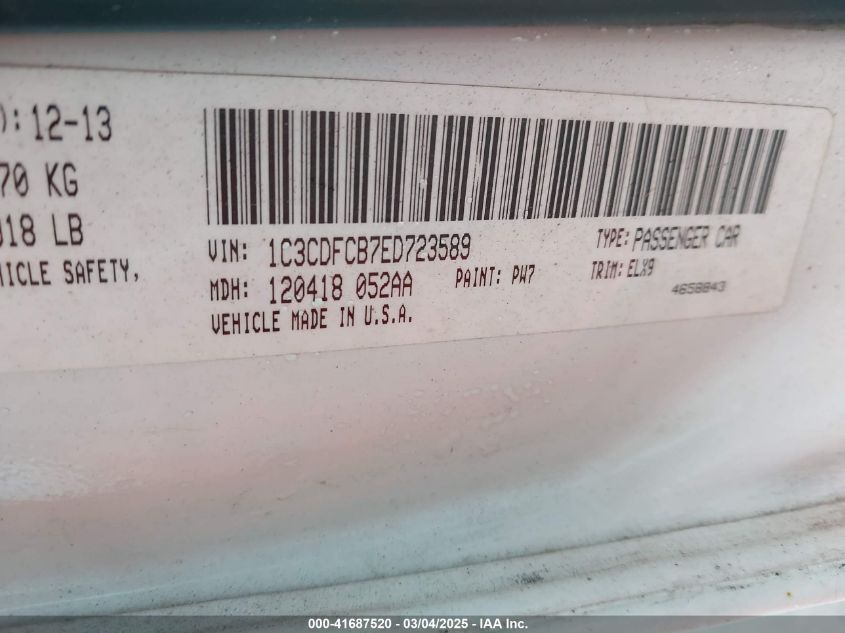 ): 12-13
70 KG
018 LB
HICLE SAFETY,
VIN: 1C3CDFCB7ED723589
TYPE: PASSENGER CAR
MDH: 120418 052AA
PAINT: PW7
TRIM: ELX9
VEHICLE MADE IN U.S.A.
4658843
000-41687520 - 03/04/2025 - IAA Inc.